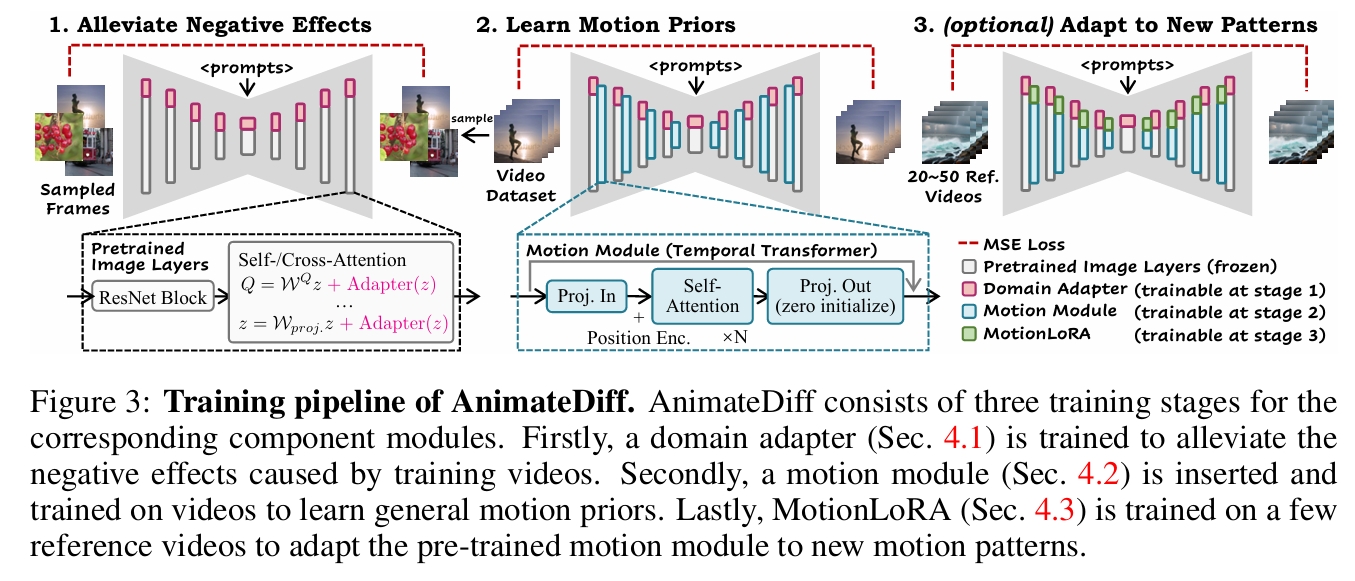 1. Alleviate Negative Effects
<prompts>
Sampled
Frames
Pretrained
Image Layers
ResNet Block
Self-/Cross-Attention
Q = W^Q z + Adapter(z)
...
z = W_proj. z + Adapter(z)
2. Learn Motion Priors
<prompts>
sample
Video
Dataset
Motion Module (Temporal Transformer)
Proj. In
+
Position Enc.
Self-
Attention
×N
Proj. Out
(zero initialize)
3. (optional) Adapt to New Patterns
<prompts>
20~50 Ref.
Videos
MSE Loss
Pretrained Image Layers (frozen)
Domain Adapter (trainable at stage 1)
Motion Module (trainable at stage 2)
MotionLoRA (trainable at stage 3)
Figure 3: Training pipeline of AnimateDiff. AnimateDiff consists of three training stages for the
corresponding component modules. Firstly, a domain adapter (Sec. 4.1) is trained to alleviate the
negative effects caused by training videos. Secondly, a motion module (Sec. 4.2) is inserted and
trained on videos to learn general motion priors. Lastly, MotionLoRA (Sec. 4.3) is trained on a few
reference videos to adapt the pre-trained motion module to new motion patterns.